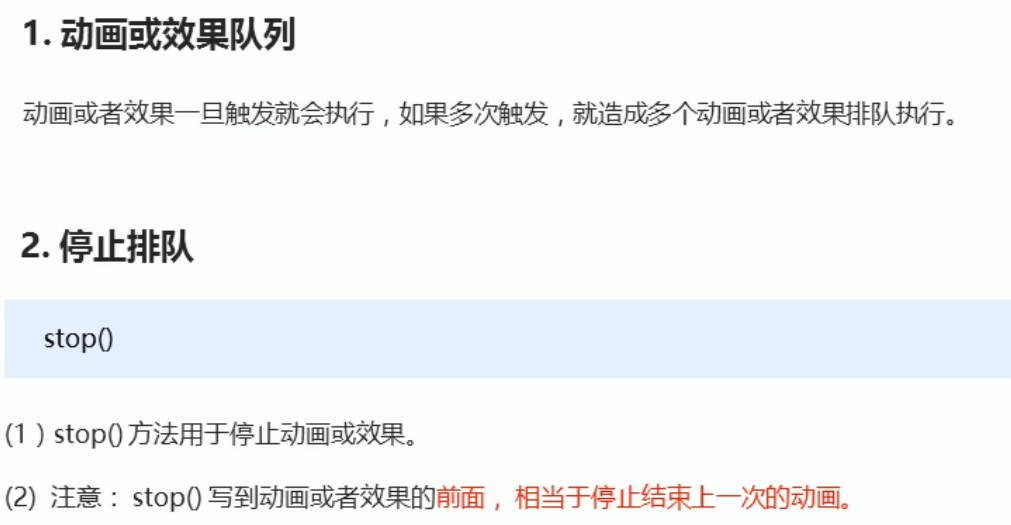 1. 动画或效果队列
动画或者效果一旦触发就会执行，如果多次触发，就造成多个动画或者效果排队执行。
2. 停止排队
stop()
(1）stop() 方法用于停止动画或效果。
(2) 注意： stop() 写到动画或者效果的前面， 相当于停止结束上一次的动画。